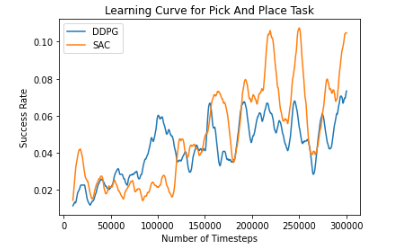 Learning Curve for Pick And Place Task
DDPG
SAC
Success Rate
0.10
0.08
0.06
0.04
0.02
0
50000
100000
150000
200000
250000
300000
Number of Timesteps